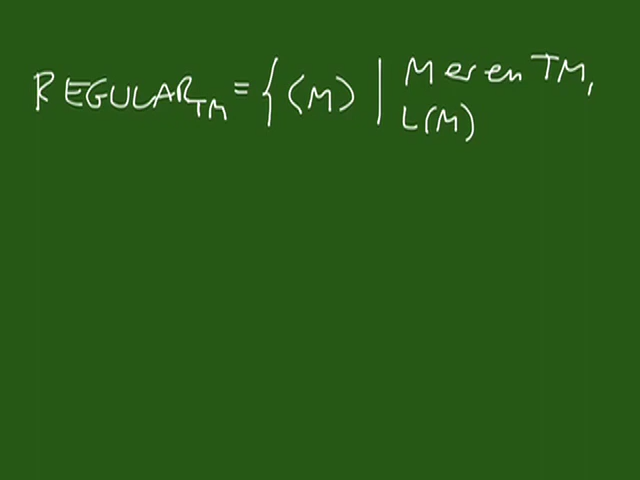 REGULAR_TM = { (M) | M er en TM,
L(M)